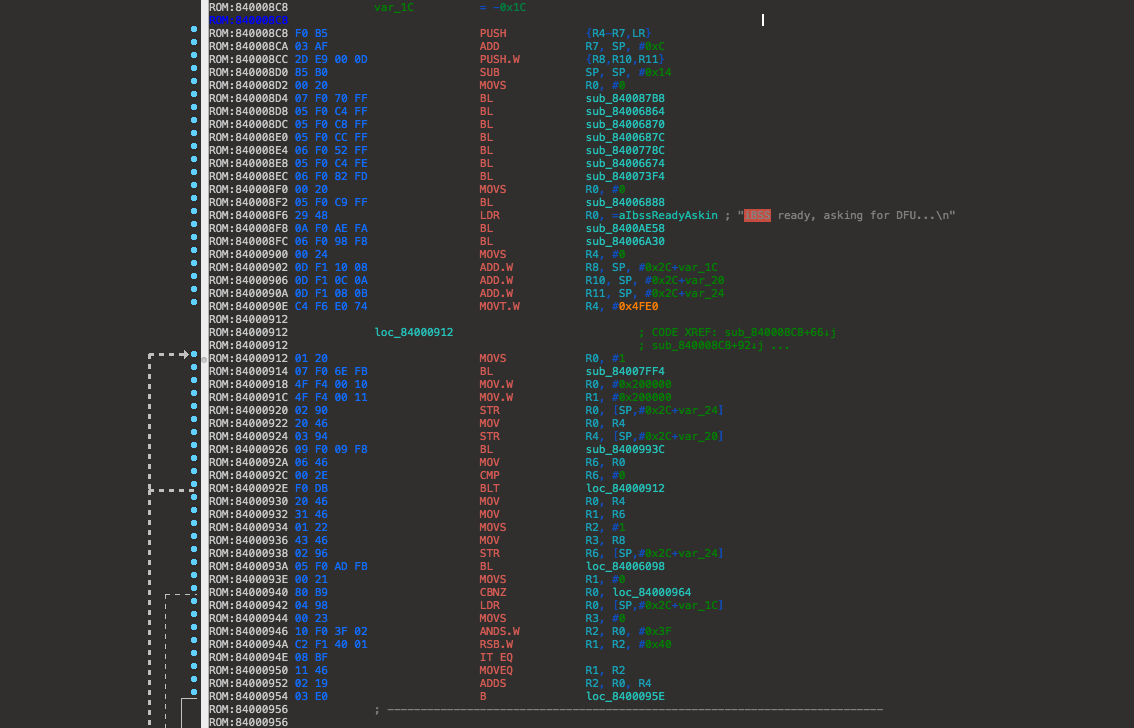 ROM:840008C8 var_1C = -0x1C
ROM:840008C8
ROM:840008C8 F0 B5 PUSH {R4-R7,LR}
ROM:840008CA 03 AF ADD R7, SP, #0xC
ROM:840008CC 2D E9 00 0D PUSH.W {R8,R10,R11}
ROM:840008D0 85 B0 SUB SP, SP, #0x14
ROM:840008D2 00 20 MOVS R0, #0
ROM:840008D4 07 F0 70 FF BL sub_840087B8
ROM:840008D8 05 F0 C4 FF BL sub_84006864
ROM:840008DC 05 F0 C8 FF BL sub_84006870
ROM:840008E0 05 F0 CC FF BL sub_8400687C
ROM:840008E4 06 F0 52 FF BL sub_8400778C
ROM:840008E8 05 F0 C4 FE BL sub_84006674
ROM:840008EC 06 F0 82 FD BL sub_840073F4
ROM:840008F0 00 20 MOVS R0, #0
ROM:840008F2 05 F0 C9 FF BL sub_84006888
ROM:840008F6 29 48 LDR R0, =aIbssReadyAskin ; "iBSS ready, asking for DFU...\n"
ROM:840008F8 0A F0 AE FA BL sub_8400AE58
ROM:840008FC 06 F0 98 F8 BL sub_84006A30
ROM:84000900 00 24 MOVS R4, #0
ROM:84000902 0D F1 10 08 ADD.W R8, SP, #0x2C+var_1C
ROM:84000906 0D F1 0C 0A ADD.W R10, SP, #0x2C+var_20
ROM:8400090A 0D F1 08 0B ADD.W R11, SP, #0x2C+var_24
ROM:8400090E C4 F6 E0 74 MOVT.W R4, #0x4FE0
ROM:84000912
ROM:84000912 loc_84000912 ; CODE XREF: sub_840008C8+66↓j
ROM:84000912 ; sub_840008C8+92↓j ...
ROM:84000912 01 20 MOVS R0, #1
ROM:84000914 07 F0 6E FB BL sub_84007FF4
ROM:84000918 4F F4 00 10 MOV.W R0, #0x200000
ROM:8400091C 4F F4 00 11 MOV.W R1, #0x200000
ROM:84000920 02 90 STR R0, [SP,#0x2C+var_24]
ROM:84000922 20 46 MOV R0, R4
ROM:84000924 03 94 STR R4, [SP,#0x2C+var_20]
ROM:84000926 09 F0 09 F8 BL sub_8400993C
ROM:8400092A 06 46 MOV R6, R0
ROM:8400092C 00 2E CMP R6, #0
ROM:8400092E F0 DB BLT loc_84000912
ROM:84000930 20 46 MOV R0, R4
ROM:84000932 31 46 MOV R1, R6
ROM:84000934 01 22 MOVS R2, #1
ROM:84000936 43 46 MOV R3, R8
ROM:84000938 02 96 STR R6, [SP,#0x2C+var_24]
ROM:8400093A 05 F0 AD FB BL loc_84006098
ROM:8400093E 00 21 MOVS R1, #0
ROM:84000940 80 B9 CBNZ R0, loc_84000964
ROM:84000942 04 98 LDR R0, [SP,#0x2C+var_1C]
ROM:84000944 00 23 MOVS R3, #0
ROM:84000946 10 F0 3F 02 ANDS.W R2, R0, #0x3F
ROM:8400094A C2 F1 40 01 RSB.W R1, R2, #0x40
ROM:8400094E 08 BF IT EQ
ROM:84000950 11 46 MOVEQ R1, R2
ROM:84000952 02 19 ADDS R2, R0, R4
ROM:84000954 03 E0 B loc_8400095E
ROM:84000956 ; ---------------------------------------------------------------------------
ROM:84000956